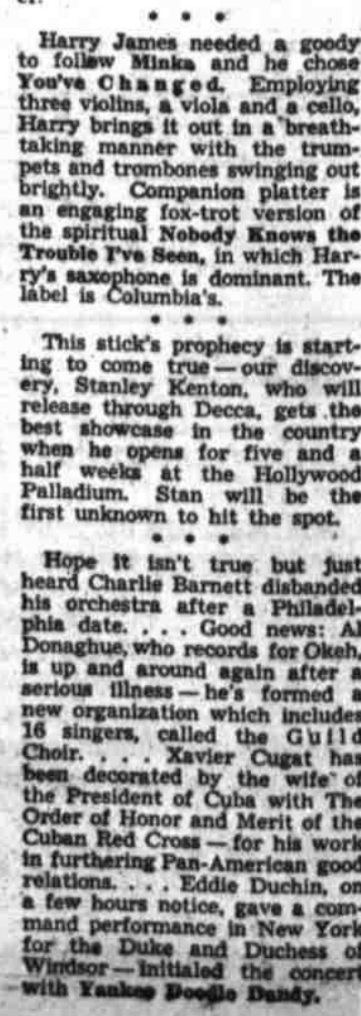 * * *
Harry James needed a goody
to follow Minka and he chose
You've Changed. Employing
three violins, a viola and a cello,
Harry brings it out in a breath-
taking manner with the trum-
pets and trombones swinging out
brightly. Companion platter is
an engaging fox-trot version of
the spiritual Nobody Knows the
Trouble I've Seen, in which Har-
ry's saxophone is dominant. The
label is Columbia's.
* * *
This stick's prophecy is start-
ing to come true—our discov-
ery, Stanley Kenton, who will
release through Decca, gets the
best showcase in the country
when he opens for five and a
half weeks at the Hollywood
Palladium. Stan will be the
first unknown to hit the spot.
* * *
Hope it isn't true but just
heard Charlie Barnett disbanded
his orchestra after a Philadel-
phia date. . . . Good news: Al
Donaghue, who records for Okeh,
is up and around again after a
serious illness—he's formed a
new organization which includes
16 singers, called the Guild
Choir. . . . Xavier Cugat has
been decorated by the wife of
the President of Cuba with The
Order of Honor and Merit of the
Cuban Red Cross—for his work
in furthering Pan-American good
relations. . . . Eddie Duchin, on
a few hours notice, gave a com-
mand performance in New York
for the Duke and Duchess of
Windsor—initialed the concert
with Yankee Doodle Dandy.